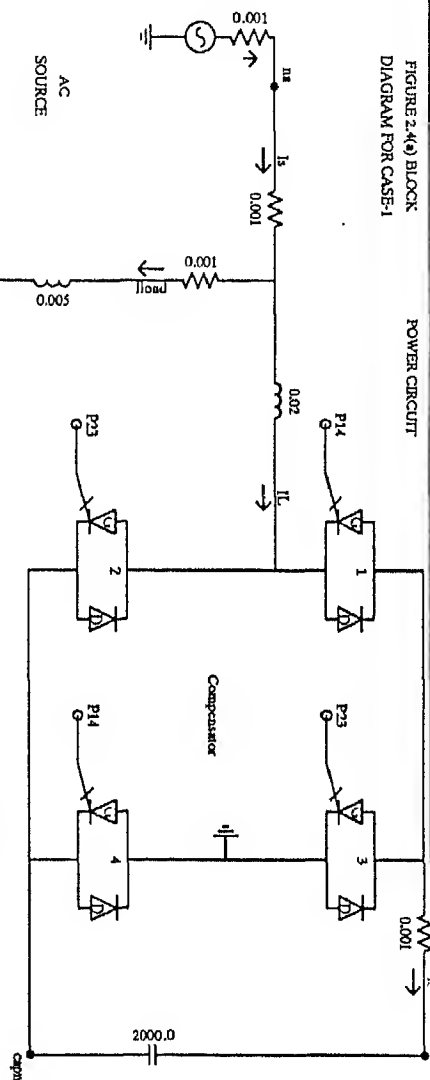 FIGURE 2.4(a) BLOCK
DIAGRAM FOR CASE-1
POWER CIRCUIT
AC
SOURCE
0.001
ns
Is
0.001
0.001
Iload
0.005
0.02
IL
P14
G
D
1
P23
G
D
2
Compensator
P23
G
D
3
P14
G
D
4
0.001
2000.0